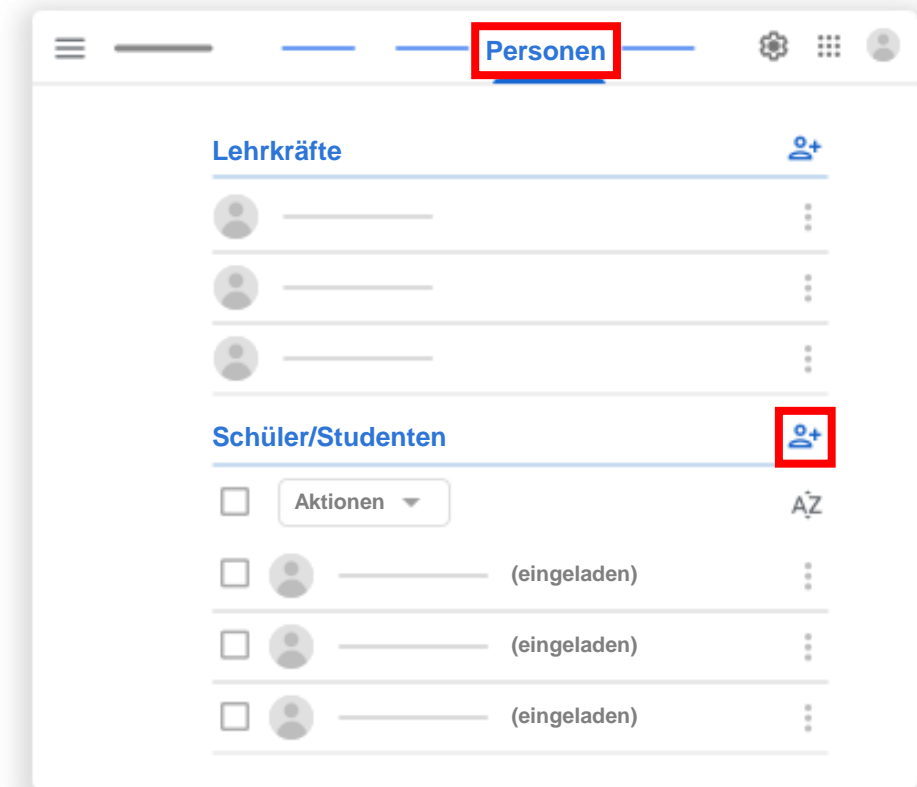 Personen
Lehrkräfte
Schüler/Studenten
Aktionen
AZ
(eingeladen)
(eingeladen)
(eingeladen)